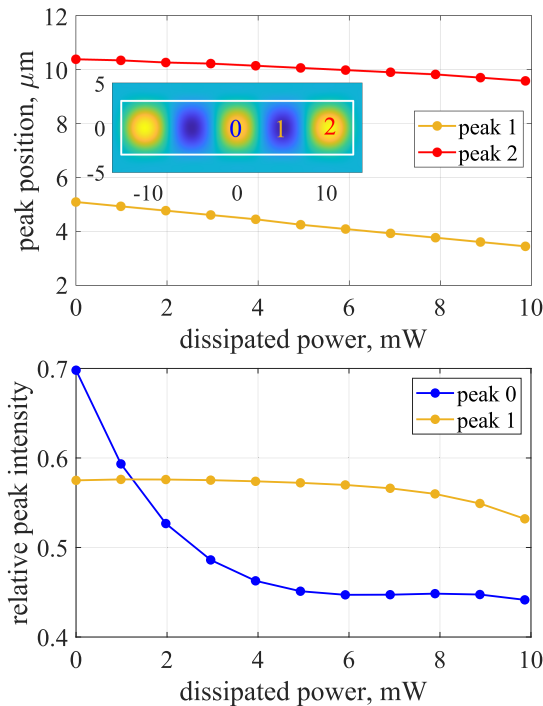 12
10
8
6
4
2
peak position, μm
5
0
-5
0 1 2
-10 0 10
peak 1
peak 2
0 2 4 6 8 10
dissipated power, mW
0.7
0.6
0.5
0.4
relative peak intensity
peak 0
peak 1
0 2 4 6 8 10
dissipated power, mW